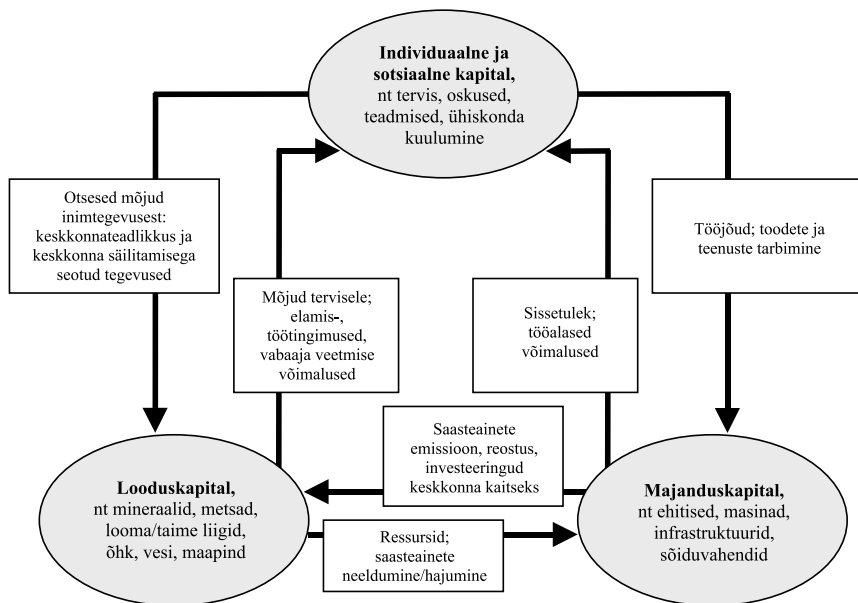 Individuaalne ja
sotsiaalne kapital,
nt tervis, oskused,
teadmised, ühiskonda
kuulumine
Otsesed mõjud
inimtegevusest:
keskkonnateadlikkus ja
keskkonna säilitamisega
seotud tegevused
Tööjõud; toodete ja
teenuste tarbimine
Mõjud tervisele;
elamis-,
töötingimused,
vabaaja veetmise
võimalused
Sissetulek;
tööalased
võimalused
Saasteainete
emissioon, reostus,
investeeringud
keskkonna kaitseks
Looduskapital,
nt mineraalid, metsad,
looma/taime liigid,
õhk, vesi, maapind
Majanduskapital,
nt ehitised, masinad,
infrastruktuurid,
sõiduvahendid
Ressursid;
saasteainete
neeldumine/hajumine